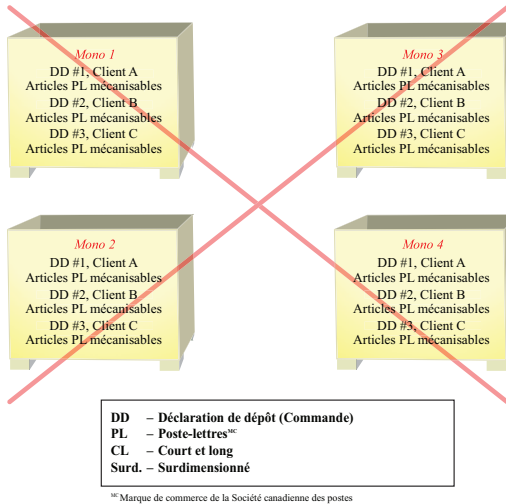 Mono 1
DD #1, Client A
Articles PL mécanisables
DD #2, Client B
Articles PL mécanisables
DD #3, Client C
Articles PL mécanisables
Mono 3
DD #1, Client A
Articles PL mécanisables
DD #2, Client B
Articles PL mécanisables
DD #3, Client C
Articles PL mécanisables
Mono 2
DD #1, Client A
Articles PL mécanisables
DD #2, Client B
Articles PL mécanisables
DD #3, Client C
Articles PL mécanisables
Mono 4
DD #1, Client A
Articles PL mécanisables
DD #2, Client B
Articles PL mécanisables
DD #3, Client C
Articles PL mécanisables
DD – Déclaration de dépôt (Commande)
PL – Poste-lettres MC
CL – Court et long
Surd. – Surdimensionné
MC Marque de commerce de la Société canadienne des postes